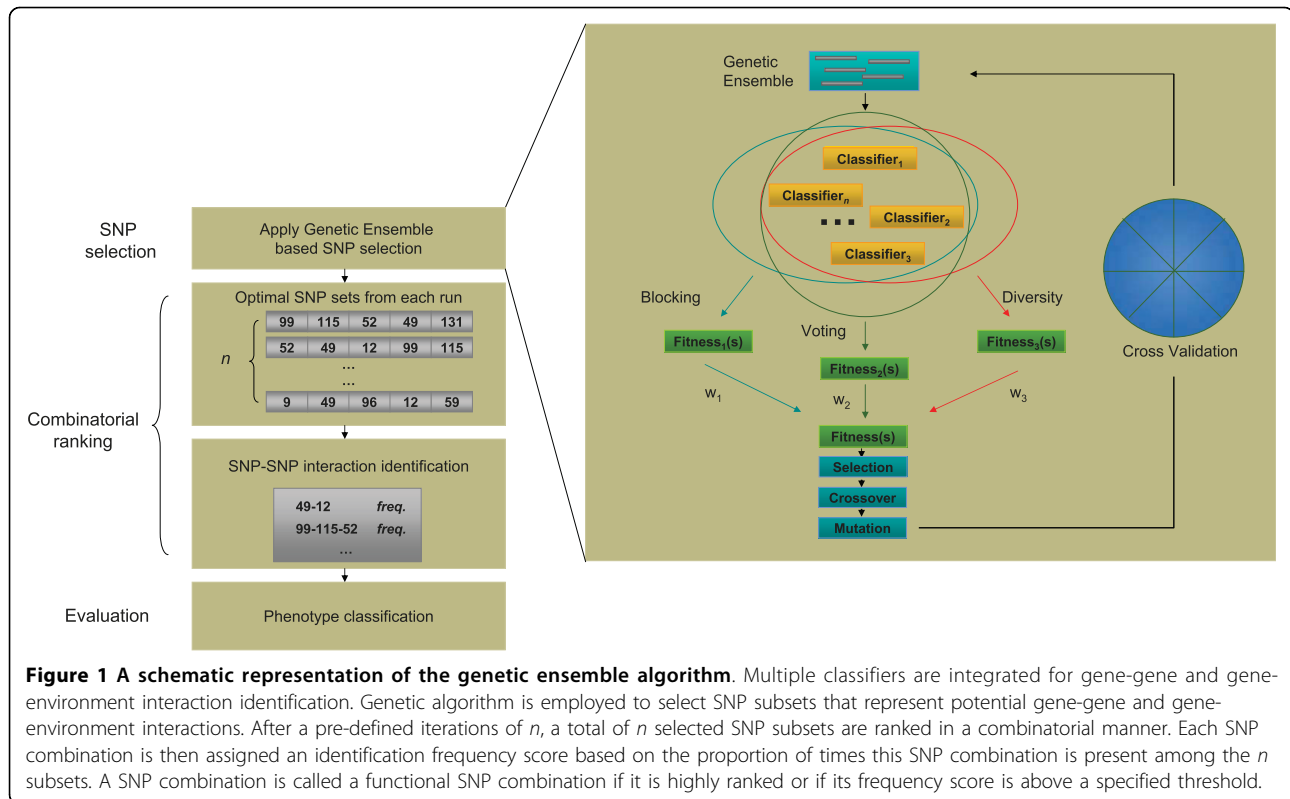 SNP
selection
Combinatorial
ranking
Evaluation
Apply Genetic Ensemble
based SNP selection
Optimal SNP sets from each run
n
99 115 52 49 131
52 49 12 99 115
...
...
9 49 96 12 59
SNP-SNP interaction identification
49-12 freq.
99-115-52 freq.
...
Phenotype classification
Genetic
Ensemble
Classifier1
Classifiern
...
Classifier2
Classifier3
Blocking
Voting
Diversity
Fitness1(s)
Fitness2(s)
Fitness3(s)
w1
w2
w3
Fitness(s)
Selection
Crossover
Mutation
Cross Validation
Figure 1 A schematic representation of the genetic ensemble algorithm. Multiple classifiers are integrated for gene-gene and gene-
environment interaction identification. Genetic algorithm is employed to select SNP subsets that represent potential gene-gene and gene-
environment interactions. After a pre-defined iterations of n, a total of n selected SNP subsets are ranked in a combinatorial manner. Each SNP
combination is then assigned an identification frequency score based on the proportion of times this SNP combination is present among the n
subsets. A SNP combination is called a functional SNP combination if it is highly ranked or if its frequency score is above a specified threshold.